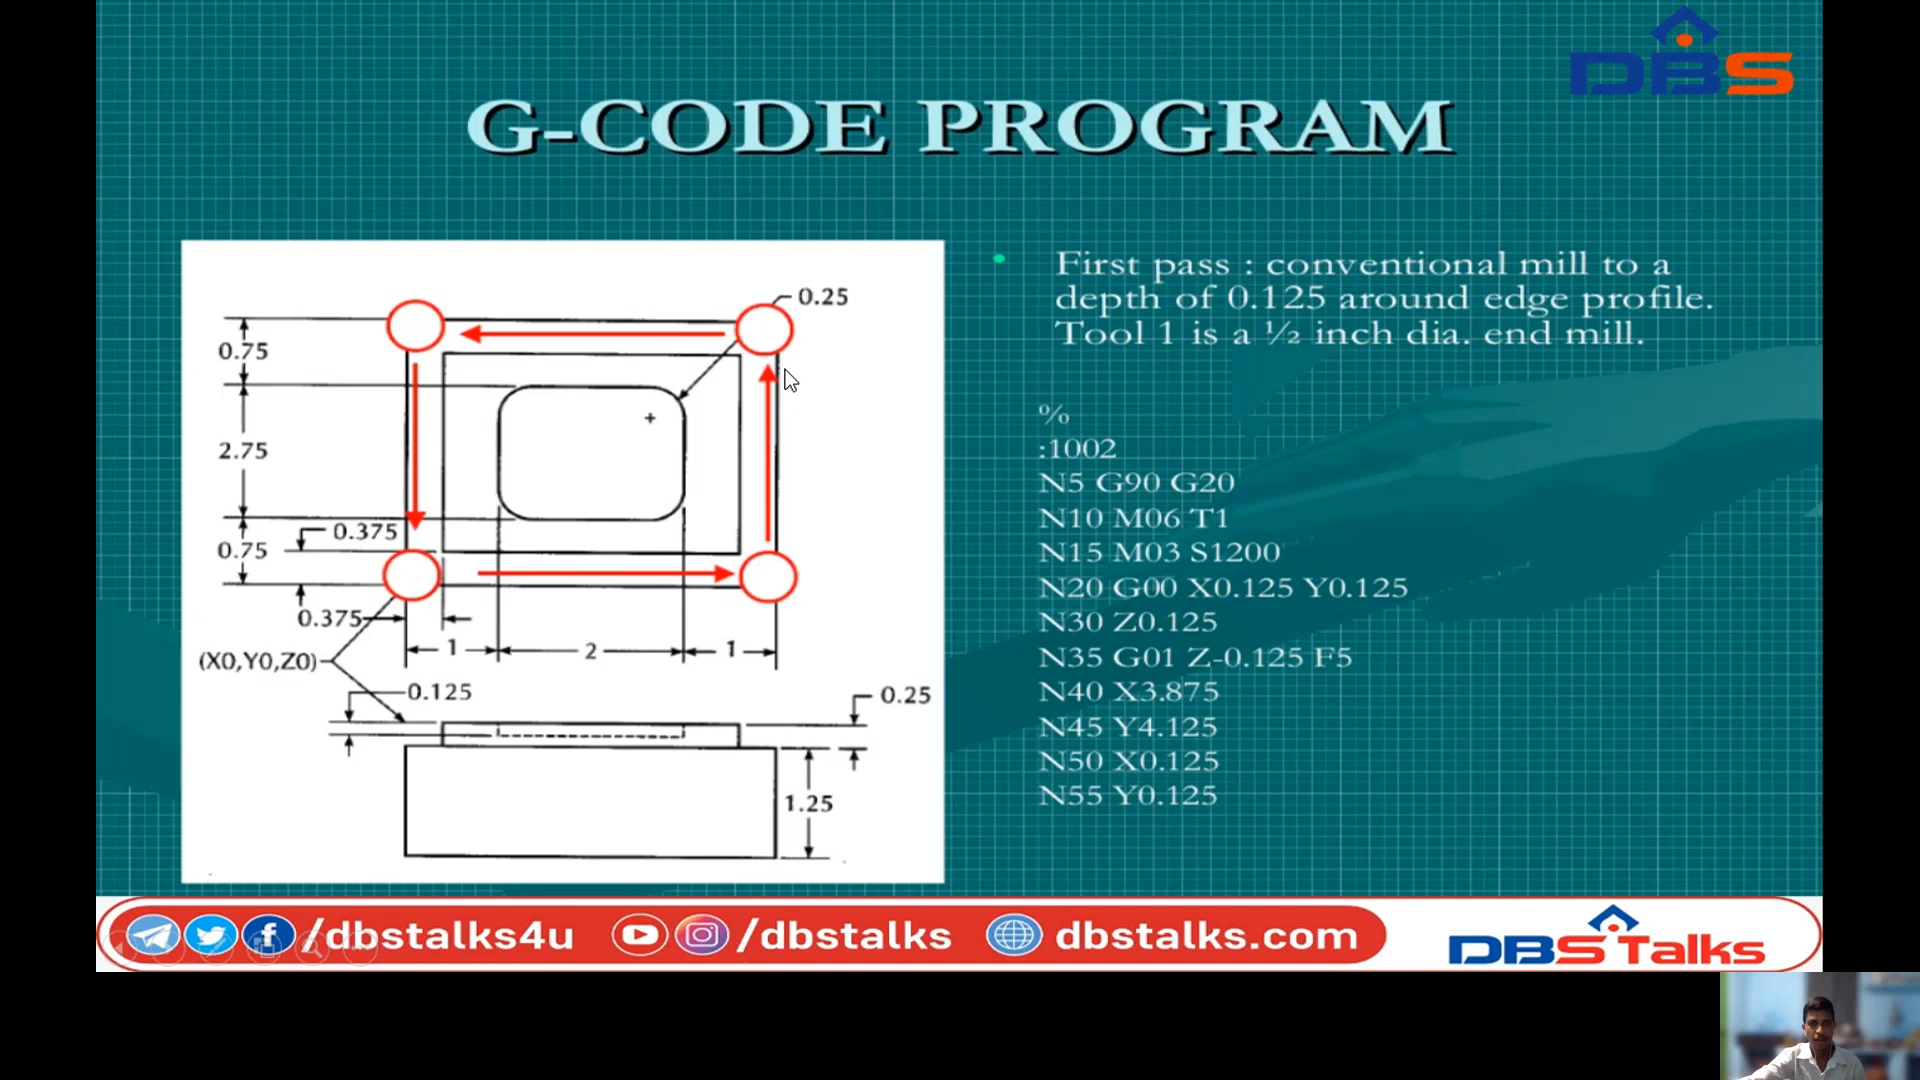 DBS
G-CODE PROGRAM
0.25
0.75
2.75
0.375
0.75
0.375
1
2
1
(X0,Y0,Z0)
0.125
0.25
1.25
• First pass : conventional mill to a
depth of 0.125 around edge profile.
Tool 1 is a ½ inch dia. end mill.
%
:1002
N5 G90 G20
N10 M06 T1
N15 M03 S1200
N20 G00 X0.125 Y0.125
N30 Z0.125
N35 G01 Z-0.125 F5
N40 X3.875
N45 Y4.125
N50 X0.125
N55 Y0.125
/dbstalks4u /dbstalks dbstalks.com
DBS Talks